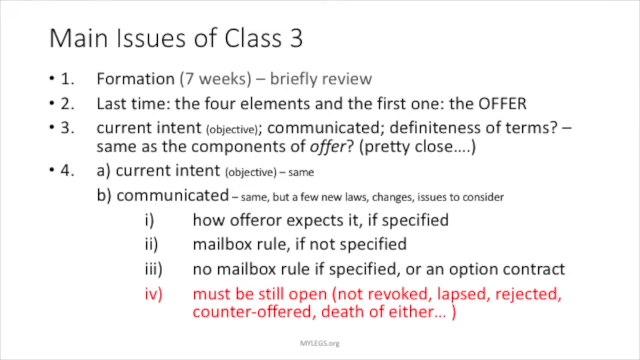 Main Issues of Class 3
• 1. Formation (7 weeks) – briefly review
• 2. Last time: the four elements and the first one: the OFFER
• 3. current intent (objective); communicated; definiteness of terms? –
same as the components of offer? (pretty close....)
• 4. a) current intent (objective) – same
b) communicated – same, but a few new laws, changes, issues to consider
i) how offeror expects it, if specified
ii) mailbox rule, if not specified
iii) no mailbox rule if specified, or an option contract
iv) must be still open (not revoked, lapsed, rejected,
counter-offered, death of either... )
MYLEGS.org